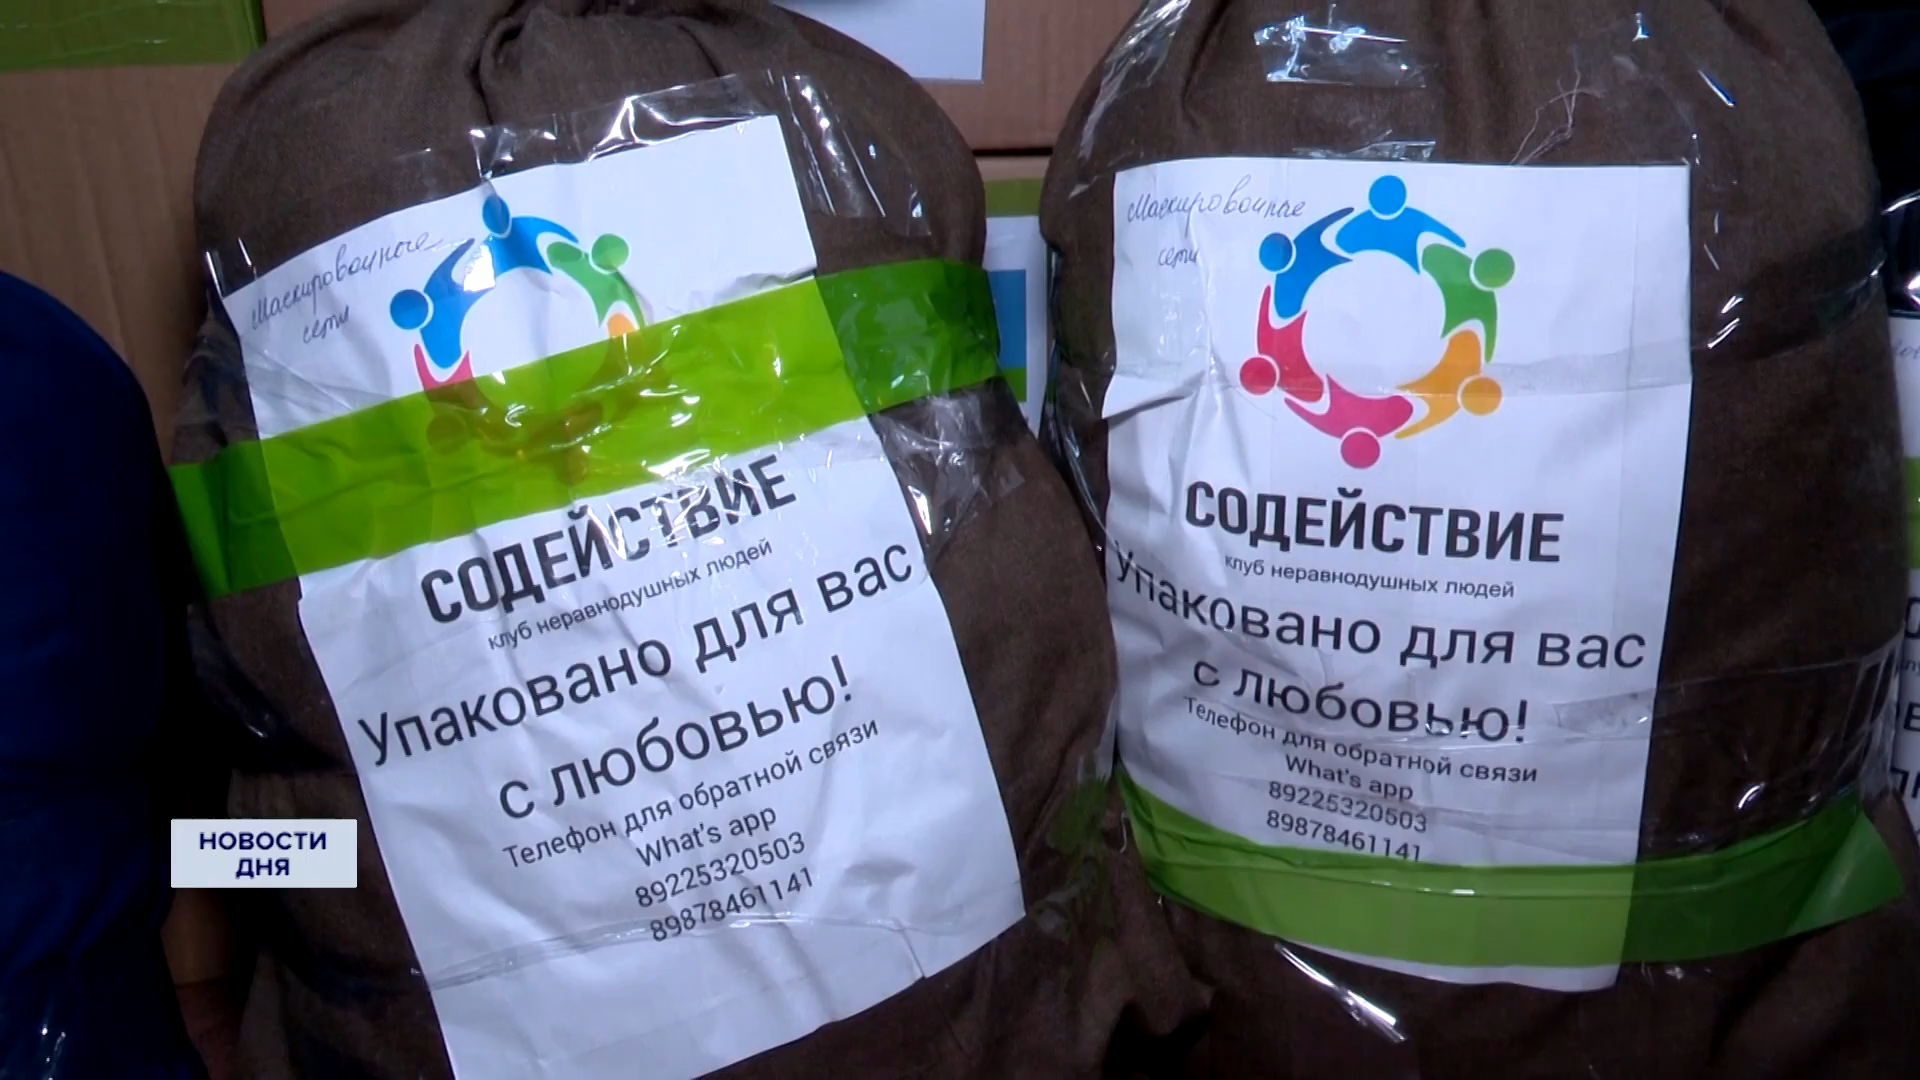 Маскировочные
сети
СОДЕЙСТВИЕ
клуб неравнодушных людей
Упаковано для вас
с любовью!
Телефон для обратной связи
What's app
89225320503
89878461141
Маскировочные
сети
СОДЕЙСТВИЕ
клуб неравнодушных людей
Упаковано для вас
с любовью!
Телефон для обратной связи
What's app
89225320503
89878461141
НОВОСТИ
ДНЯ